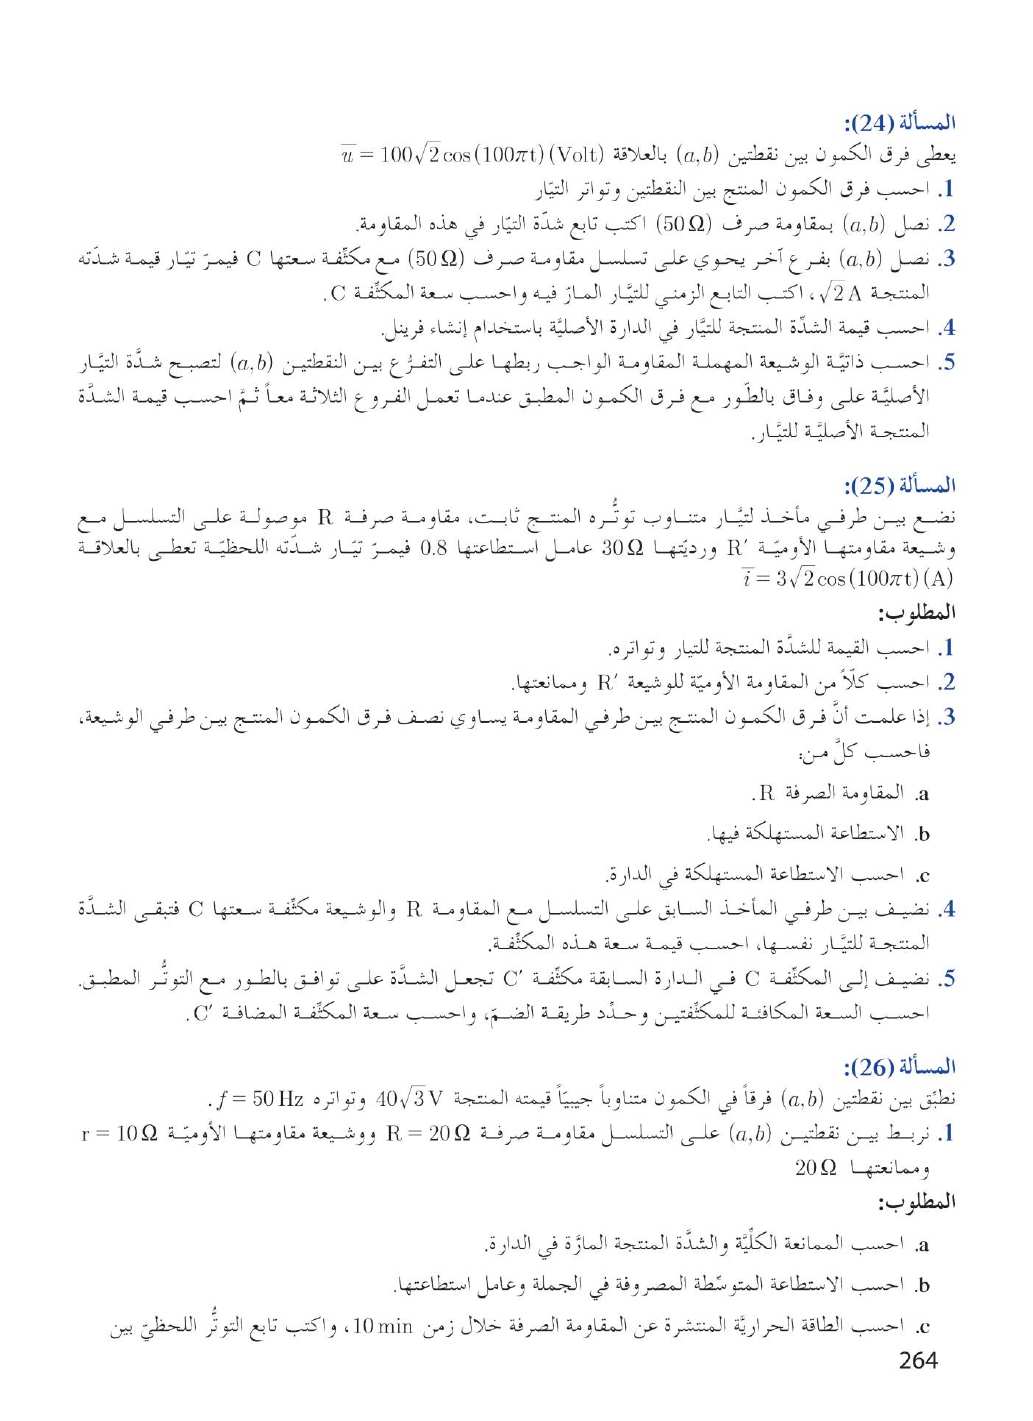 المسألة (24):
يعطى فرق الكمون بين نقطتين (a,b) بالعلاقة u̅ = 100√2 cos(100πt)(Volt)
1. احسب فرق الكمون المنتج بين النقطتين وتواتر التيّار
2. نصل (a,b) بمقاومة صرف (50 Ω) اكتب تابع شدّة التيّار في هذه المقاومة.
3. نصل (a,b) بفرع آخر يحوي على تسلسل مقاومة صرف (50 Ω) مع مكثّفة سعتها C فيمرّ تيّار قيمة شدّته
المنتجة √2 A ، اكتب التابع الزمني للتيَّار المارّ فيه واحسب سعة المكثّفة C .
4. احسب قيمة الشدّة المنتجة للتيَّار في الدارة الأصليَّة باستخدام إنشاء فرينل.
5. احسب ذاتيَّة الوشيعة المهملة المقاومة الواجب ربطها على التفرُّع بين النقطتين (a,b) لتصبح شدَّة التيَّار
الأصليَّة على وفاق بالطَّور مع فرق الكمون المطبق عندما تعمل الفروع الثلاثة معاً ثمَّ احسب قيمة الشدَّة
المنتجة الأصليَّة للتيَّار.
المسألة (25):
نضع بين طرفي مأخذ لتيَّار متناوب توتُّره المنتج ثابت، مقاومة صرفة R موصولة على التسلسل مع
وشيعة مقاومتها الأوميّة R′ ورديّتها 30 Ω عامل استطاعتها 0.8 فيمرّ تيَّار شدّته اللحظيّة تعطى بالعلاقة
i̅ = 3√2 cos(100πt)(A)
المطلوب:
1. احسب القيمة للشدَّة المنتجة للتيار وتواتره.
2. احسب كلّاً من المقاومة الأوميّة للوشيعة R′ وممانعتها.
3. إذا علمت أنَّ فرق الكمون المنتج بين طرفي المقاومة يساوي نصف فرق الكمون المنتج بين طرفي الوشيعة،
فاحسب كلَّ من:
a. المقاومة الصرفة R .
b. الاستطاعة المستهلكة فيها.
c. احسب الاستطاعة المستهلكة في الدارة.
4. نضيف بين طرفي المأخذ السابق على التسلسل مع المقاومة R والوشيعة مكثّفة سعتها C فتبقى الشدَّة
المنتجة للتيَّار نفسها، احسب قيمة سعة هذه المكثّفة.
5. نضيف إلى المكثّفة C في الدارة السابقة مكثّفة C′ تجعل الشدَّة على توافق بالطور مع التوتُّر المطبق.
احسب السعة المكافئة للمكثّفتين وحدّد طريقة الضمّ، واحسب سعة المكثّفة المضافة C′ .
المسألة (26):
نطبّق بين نقطتين (a,b) فرقاً في الكمون متناوباً جيبيّاً قيمته المنتجة 40√3 V وتواتره f = 50 Hz .
1. نربط بين نقطتين (a,b) على التسلسل مقاومة صرفة R = 20 Ω ووشيعة مقاومتها الأوميّة r = 10 Ω
وممانعتها 20 Ω
المطلوب:
a. احسب الممانعة الكلّيَّة والشدَّة المنتجة المارَّة في الدارة.
b. احسب الاستطاعة المتوسّطة المصروفة في الجملة وعامل استطاعتها.
c. احسب الطاقة الحراريَّة المنتشرة عن المقاومة الصرفة خلال زمن 10 min ، واكتب تابع التوتُّر اللحظيّ بين
264